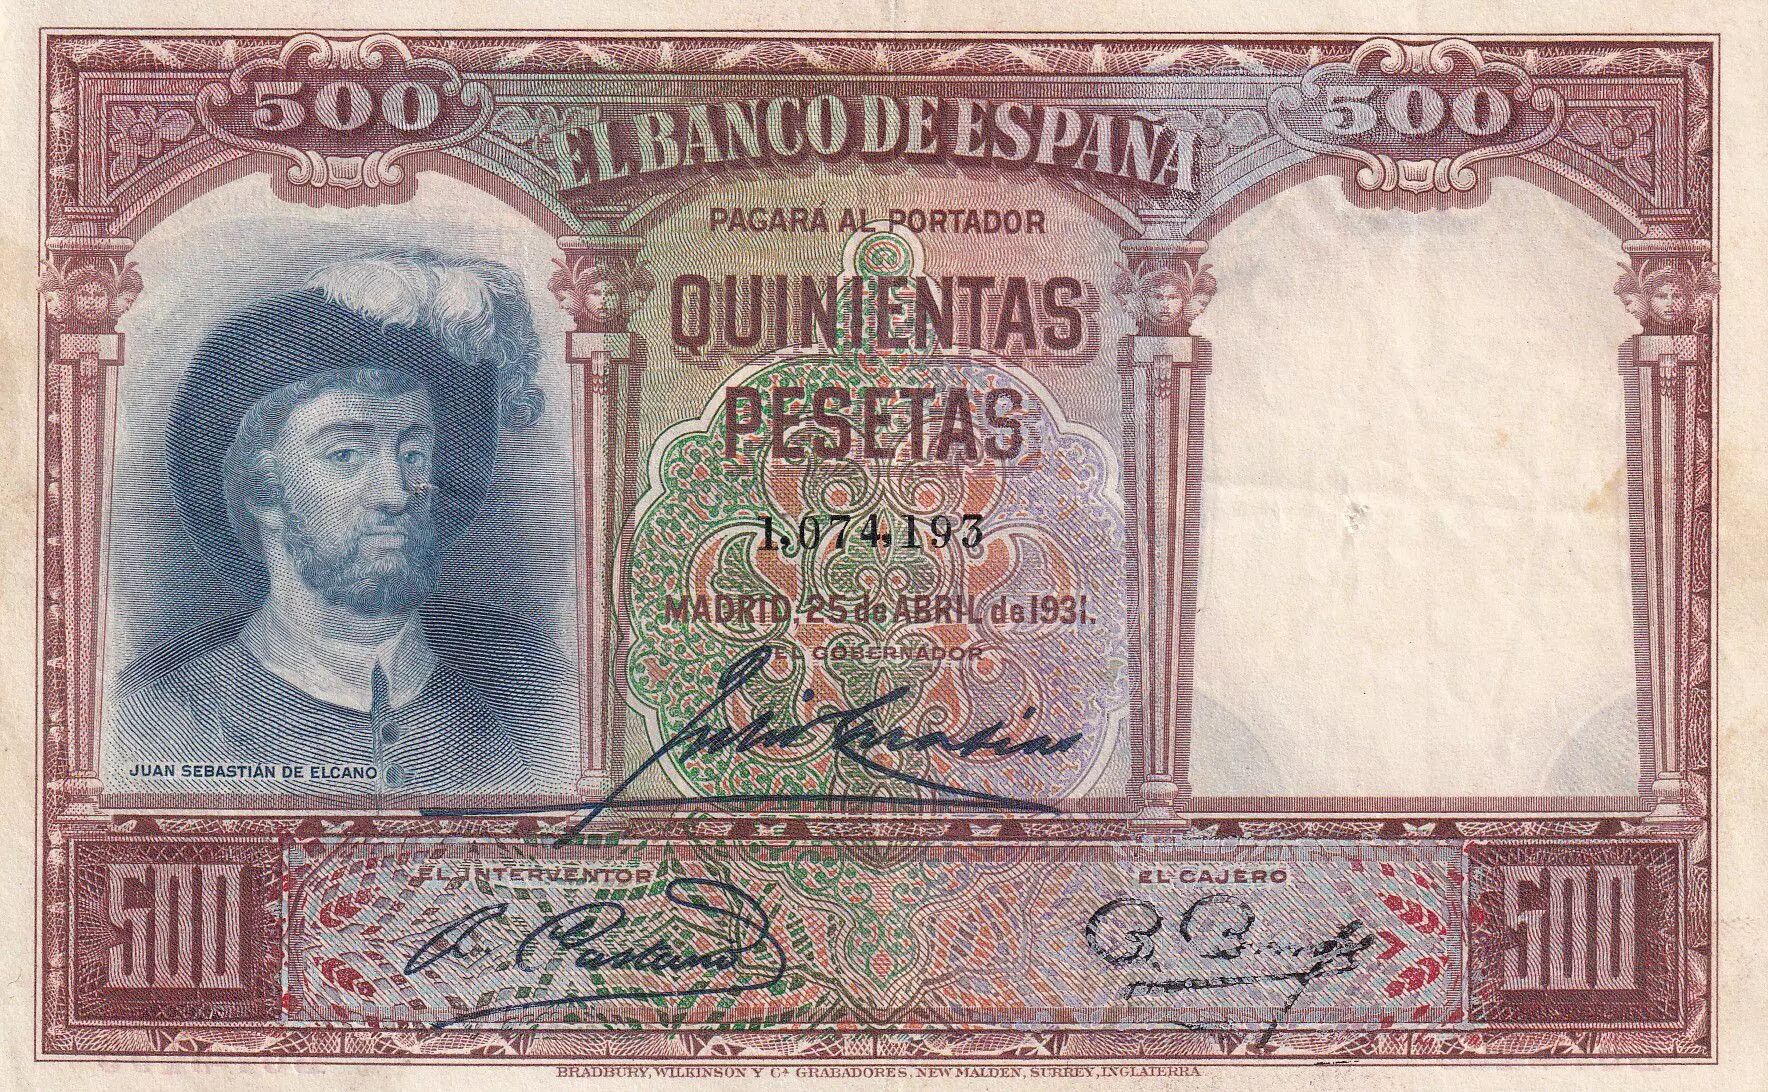 500
500
EL BANCO DE ESPAÑA
PAGARÁ AL PORTADOR
QUINIENTAS
PESETAS
1,074,193
MADRID, 25 de ABRIL de 1931.
EL GOBERNADOR
JUAN SEBASTIÁN DE ELCANO
EL INTERVENTOR
EL CAJERO
500
500
BRADBURY, WILKINSON Y Cª GRABADORES, NEW MALDEN, SURREY, INGLATERRA